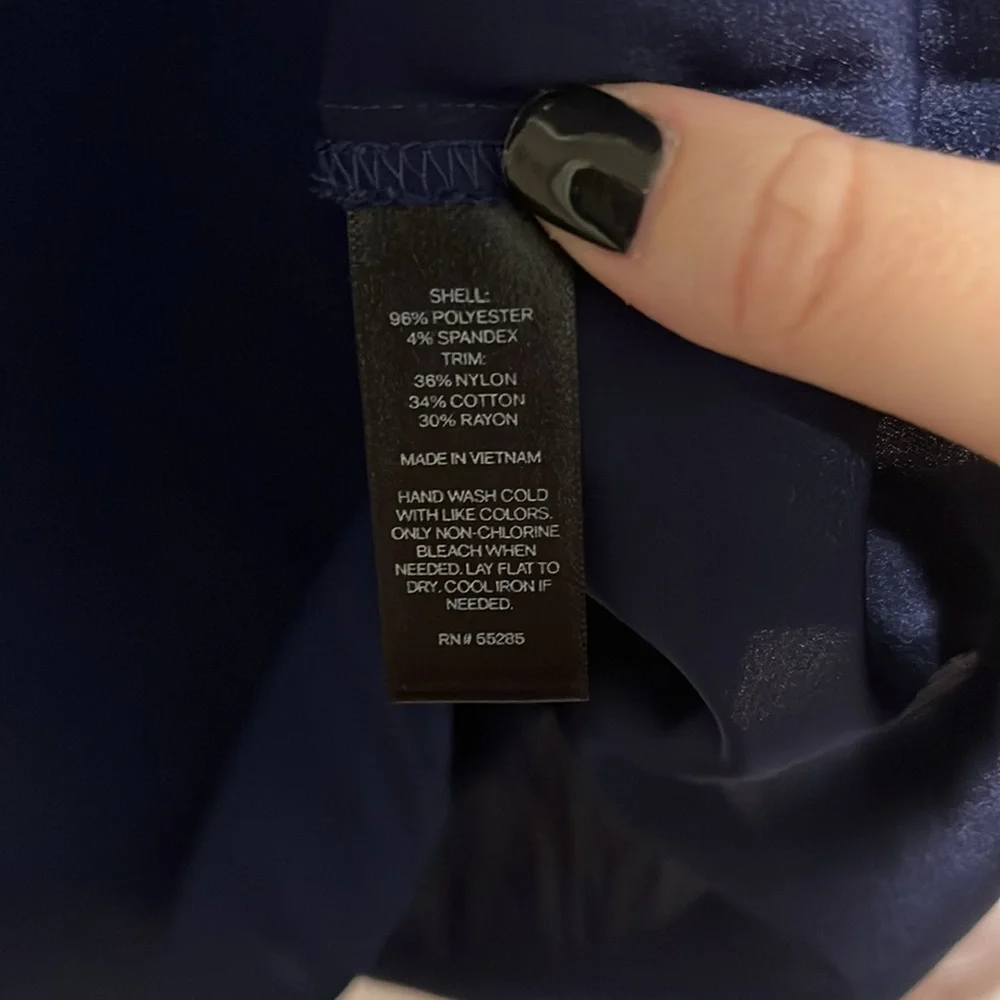 SHELL:
96% POLYESTER
4% SPANDEX
TRIM:
36% NYLON
34% COTTON
30% RAYON
MADE IN VIETNAM
HAND WASH COLD
WITH LIKE COLORS.
ONLY NON-CHLORINE
BLEACH WHEN
NEEDED. LAY FLAT TO
DRY. COOL IRON IF
NEEDED.
RN# 55285